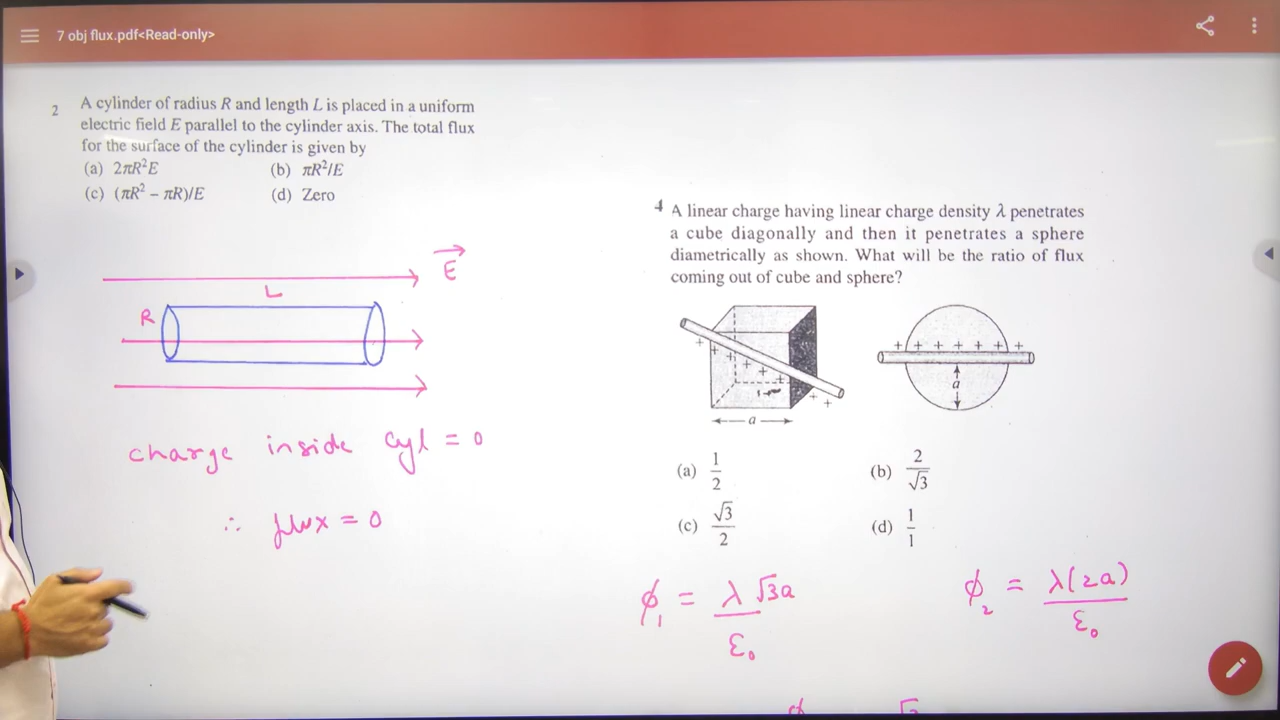 7 obj flux.pdf<Read-only>
2 A cylinder of radius R and length L is placed in a uniform
electric field E parallel to the cylinder axis. The total flux
for the surface of the cylinder is given by
(a) 2πR²E (b) πR²/E
(c) (πR² – πR)/E (d) Zero
E
L
R
charge inside cyl = 0
∴ flux = 0
4 A linear charge having linear charge density λ penetrates
a cube diagonally and then it penetrates a sphere
diametrically as shown. What will be the ratio of flux
coming out of cube and sphere?
+ + + + + + + +
a
+ + + + + + +
a
(a) 1/2 (b) 2/√3
(c) √3/2 (d) 1/1
ϕ₁ = λ √3a / ε₀ ϕ₂ = λ(2a) / ε₀